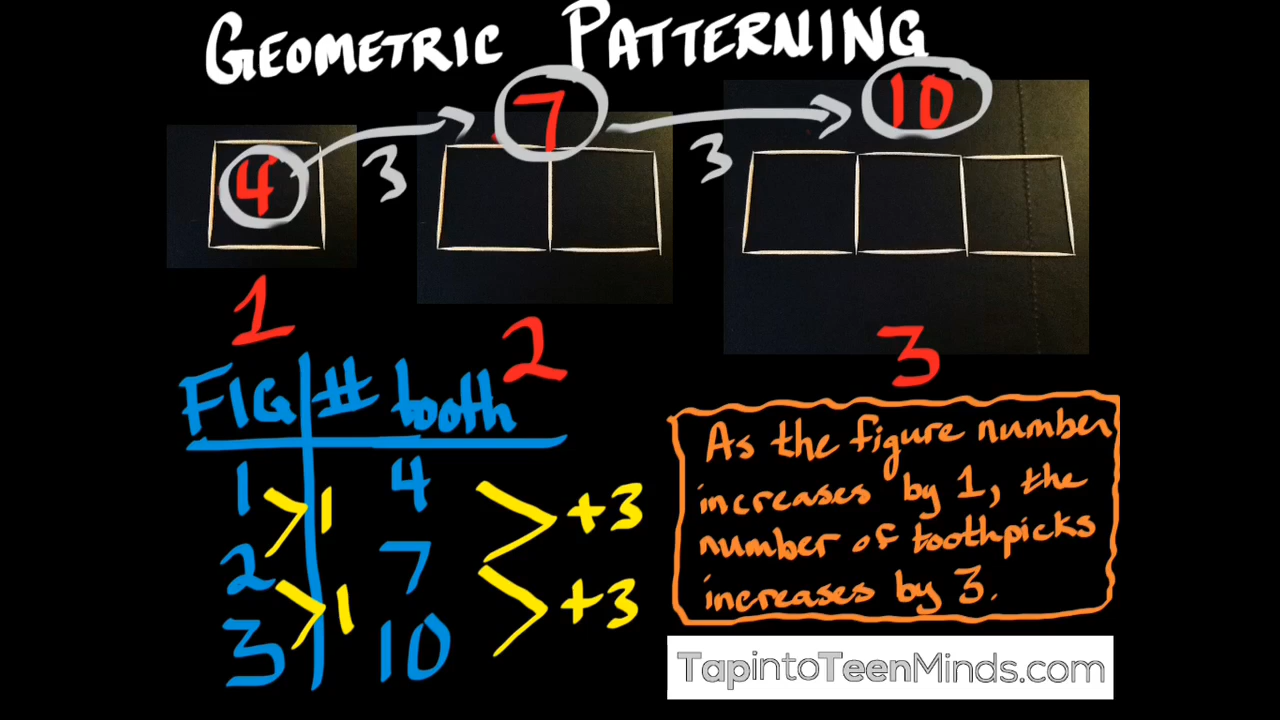 GEOMETRIC PATTERNING
4 3 7 3 10
1 2 3
FIG # tooth
1 4
>1 >+3
2 7
>1 >+3
3 10
As the figure number
increases by 1, the
number of toothpicks
increases by 3.
TapintoTeenMinds.com